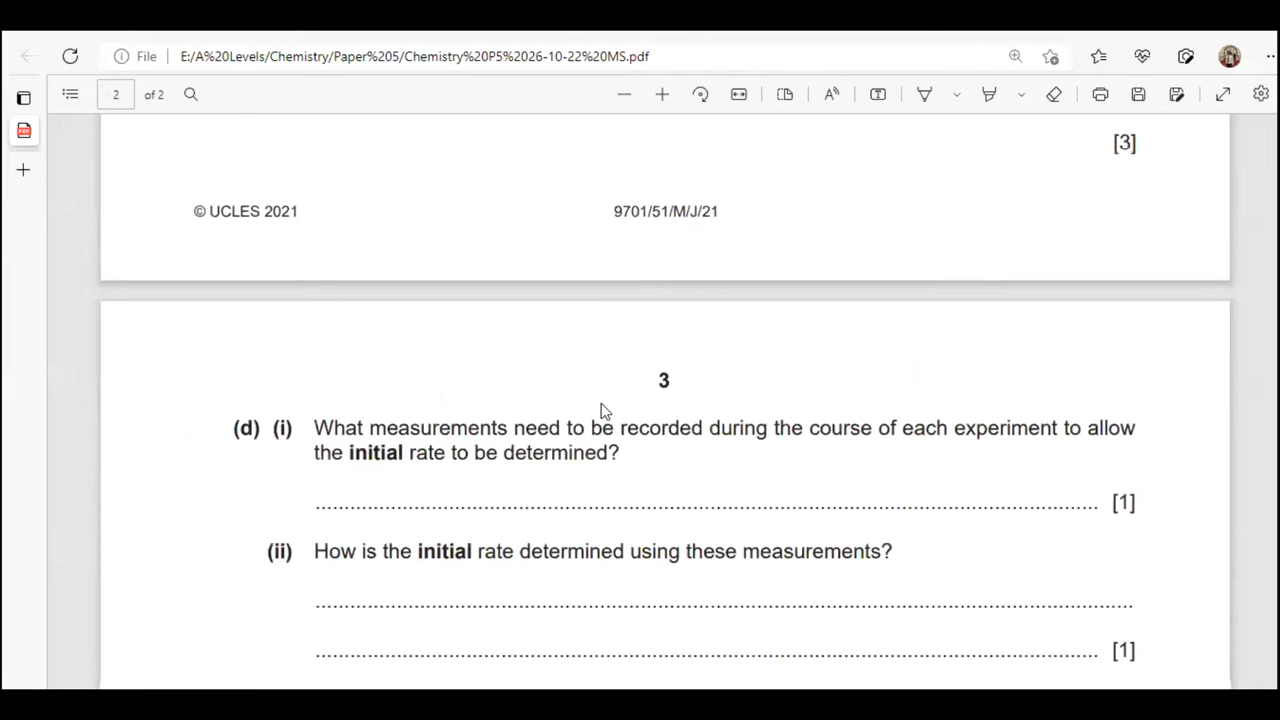 File E:/A%20Levels/Chemistry/Paper%205/Chemistry%20P5%2026-10-22%20MS.pdf
2 of 2
[3]
© UCLES 2021 9701/51/M/J/21
3
(d) (i) What measurements need to be recorded during the course of each experiment to allow
the initial rate to be determined?
.......................................................................................................................................... [1]
(ii) How is the initial rate determined using these measurements?
................................................................................................................................................
.......................................................................................................................................... [1]